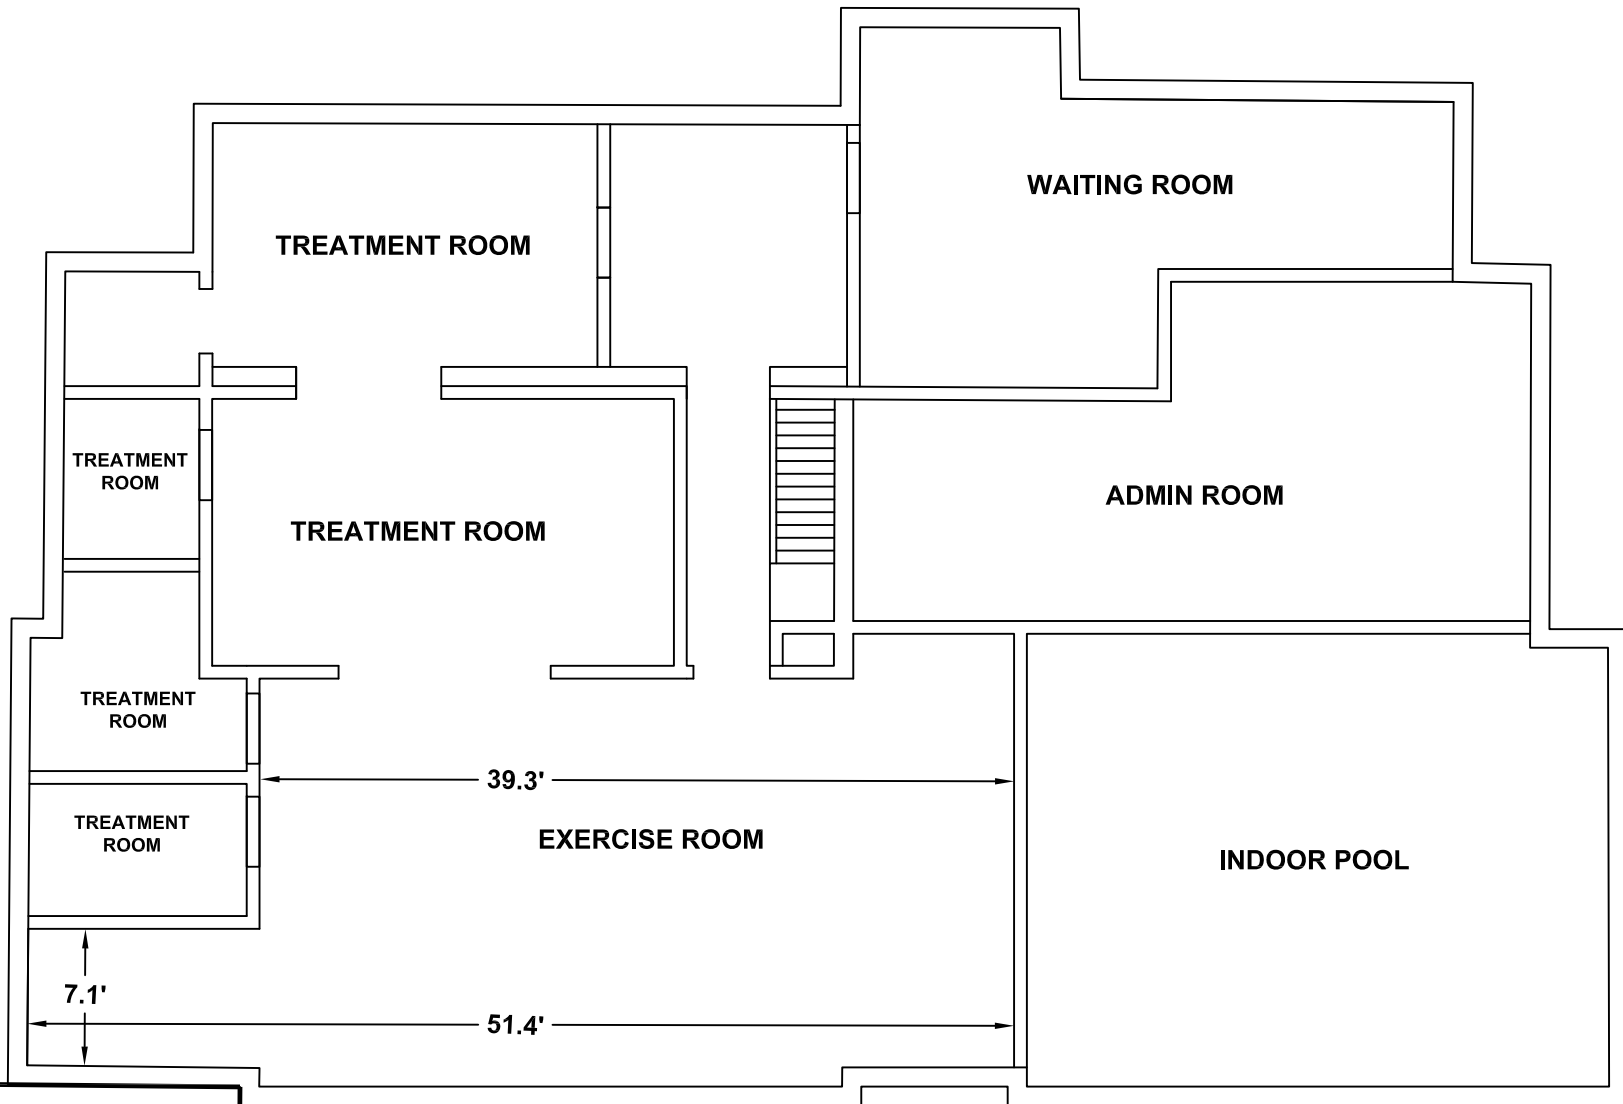 WAITING ROOM
TREATMENT ROOM
TREATMENT
ROOM
ADMIN ROOM
TREATMENT ROOM
TREATMENT
ROOM
39.3'
TREATMENT
ROOM
EXERCISE ROOM
INDOOR POOL
7.1'
51.4'